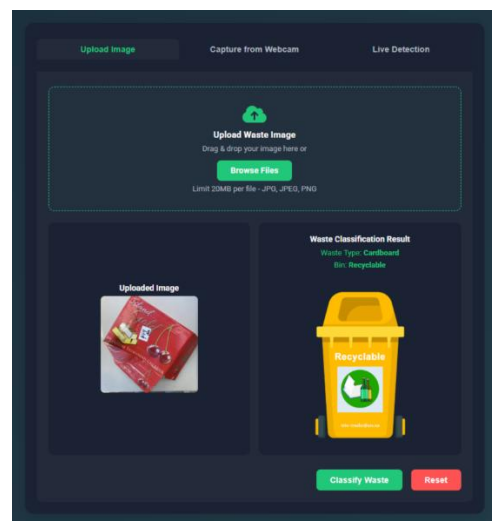 Upload Image
Capture from Webcam
Live Detection
Upload Waste Image
Drag & drop your image here or
Browse Files
Limit 20MB per file - JPG, JPEG, PNG
Uploaded Image
Waste Classification Result
Waste Type: Cardboard
Bin: Recyclable
Recyclable
Classify Waste
Reset